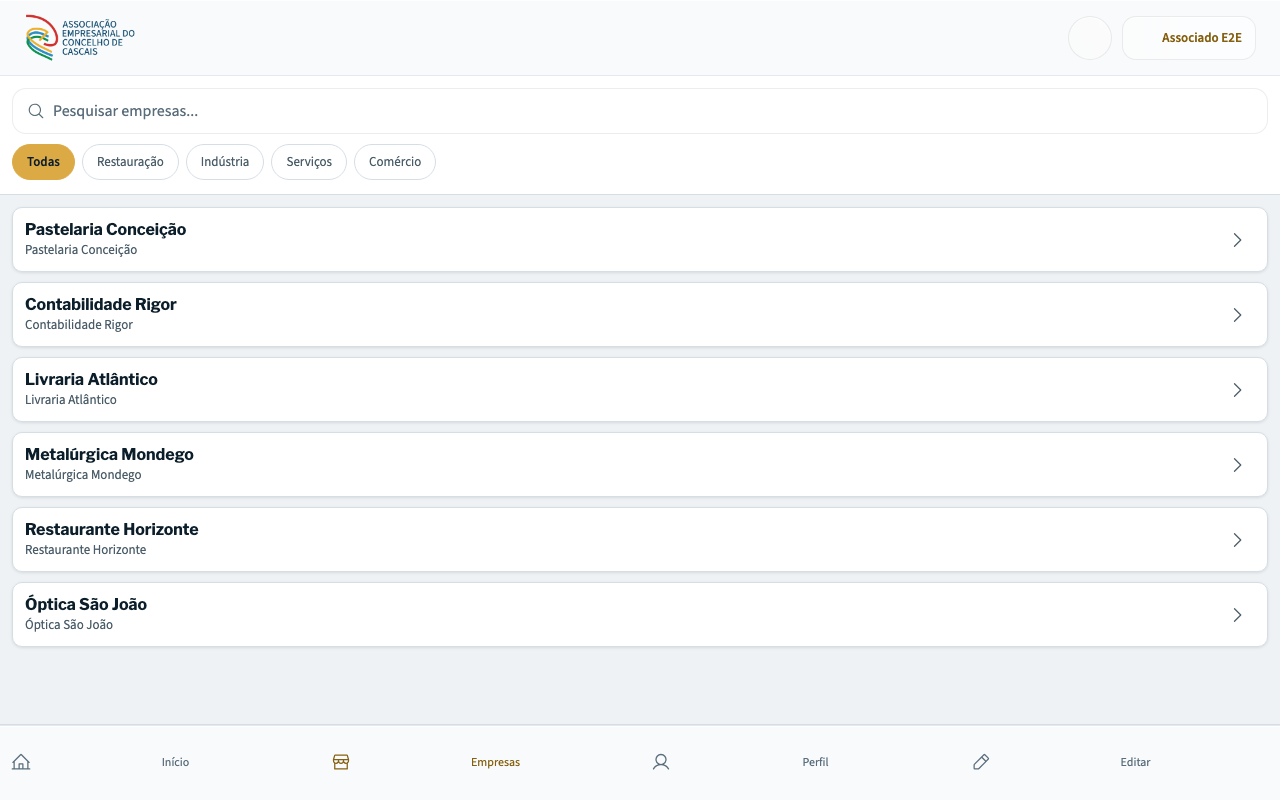 ASSOCIAÇÃO
EMPRESARIAL DO
CONCELHO DE
CASCAIS
Associado E2E
Pesquisar empresas...
Todas
Restauração
Indústria
Serviços
Comércio
Pastelaria Conceição
Pastelaria Conceição
Contabilidade Rigor
Contabilidade Rigor
Livraria Atlântico
Livraria Atlântico
Metalúrgica Mondego
Metalúrgica Mondego
Restaurante Horizonte
Restaurante Horizonte
Óptica São João
Óptica São João
Início
Empresas
Perfil
Editar